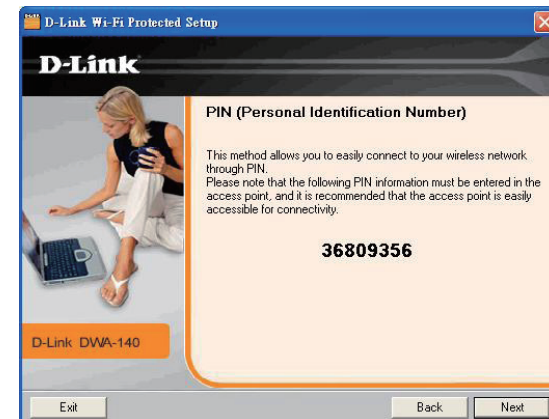 D-Link Wi-Fi Protected Setup
D-Link
PIN (Personal Identification Number)
This method allows you to easily connect to your wireless network
through PIN.
Please note that the following PIN information must be entered in the
access point, and it is recommended that the access point is easily
accessible for connectivity.
36809356
D-Link DWA-140
Exit
Back
Next